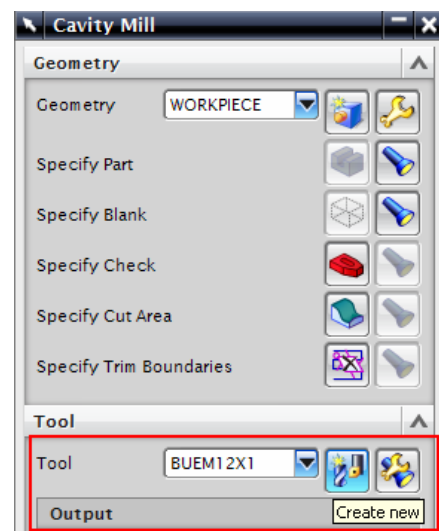 Cavity Mill
Geometry
Geometry WORKPIECE
Specify Part
Specify Blank
Specify Check
Specify Cut Area
Specify Trim Boundaries
Tool
Tool BUEM12X1
Output Create new